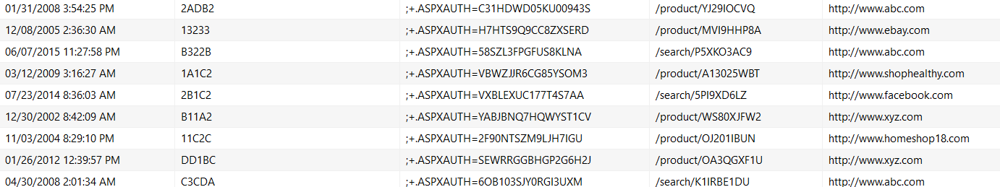 01/31/2008 3:54:25 PM 2ADB2 ;+.ASPXAUTH=C31HDWD05KU00943S /product/YJ29IOCVQ http://www.abc.com
12/08/2005 2:36:30 AM 13233 ;+.ASPXAUTH=H7HTS9Q9CC8ZXSERD /product/MVI9HHP8A http://www.ebay.com
06/07/2015 11:27:58 PM B322B ;+.ASPXAUTH=58SZL3FPGFUS8KLNA /search/P5XKO3AC9 http://www.abc.com
03/12/2009 3:16:27 AM 1A1C2 ;+.ASPXAUTH=VBWZJJR6CG85YSOM3 /product/A13025WBT http://www.shophealthy.com
07/23/2014 8:36:03 AM 2B1C2 ;+.ASPXAUTH=VXBLEXUC177T4S7AA /search/5PI9XD6LZ http://www.facebook.com
12/30/2002 8:42:09 AM B11A2 ;+.ASPXAUTH=YABJBNQ7HQWYST1CV /product/WS80XJFW2 http://www.xyz.com
11/03/2004 8:29:10 PM 11C2C ;+.ASPXAUTH=2F90NTSZM9LJH7IGU /product/OJ201IBUN http://www.homeshop18.com
01/26/2012 12:39:57 PM DD1BC ;+.ASPXAUTH=SEWRRGGBHGP2G6H2J /product/OA3QGXF1U http://www.xyz.com
04/30/2008 2:01:34 AM C3CDA ;+.ASPXAUTH=6OB103SJY0RGI3UXM /search/K1IRBE1DU http://www.abc.com